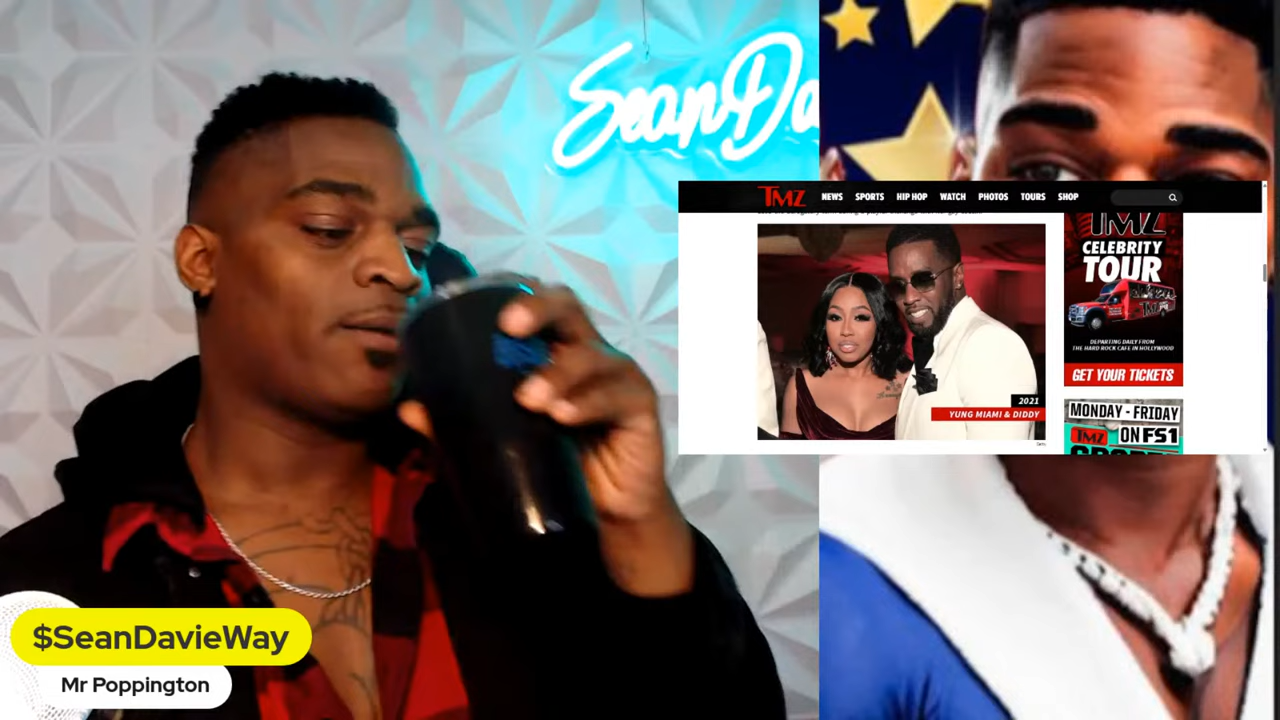 SeanDa
TMZ
NEWS
SPORTS
HIP HOP
WATCH
PHOTOS
TOURS
SHOP
2021
YUNG MIAMI & DIDDY
TMZ
CELEBRITY
TOUR
DEPARTING DAILY FROM
THE HARD ROCK CAFE IN HOLLYWOOD
GET YOUR TICKETS
MONDAY - FRIDAY
TMZ ON FS1
SPORTS
$SeanDavieWay
Mr Poppington